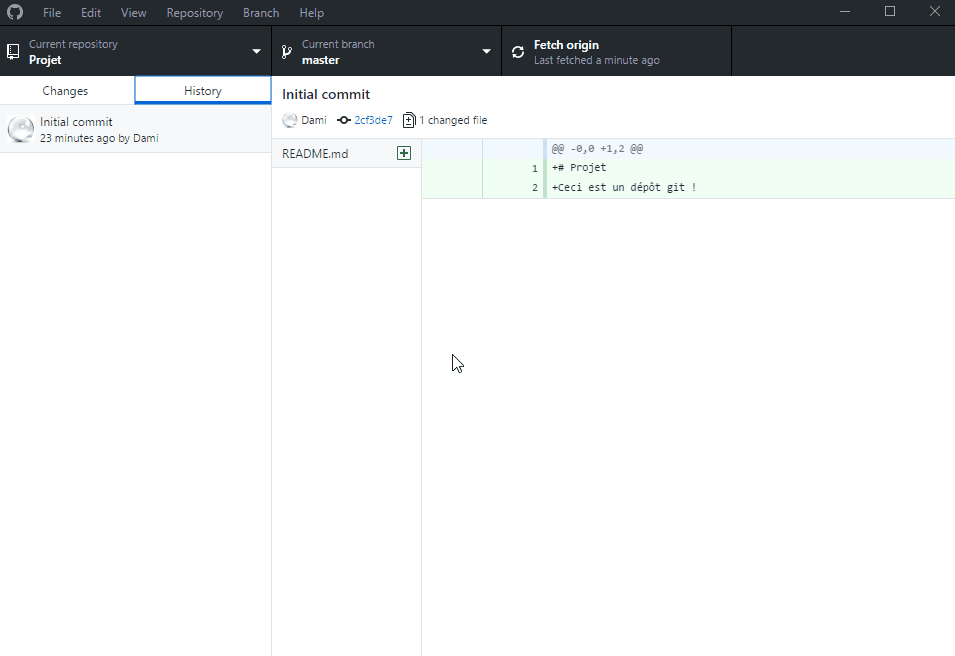 File Edit View Repository Branch Help
Current repository
Projet
Current branch
master
Fetch origin
Last fetched a minute ago
Changes
History
Initial commit
23 minutes ago by Dami
Initial commit
Dami 2cf3de7 1 changed file
README.md
@@ -0,0 +1,2 @@
1 +# Projet
2 +Ceci est un dépôt git !